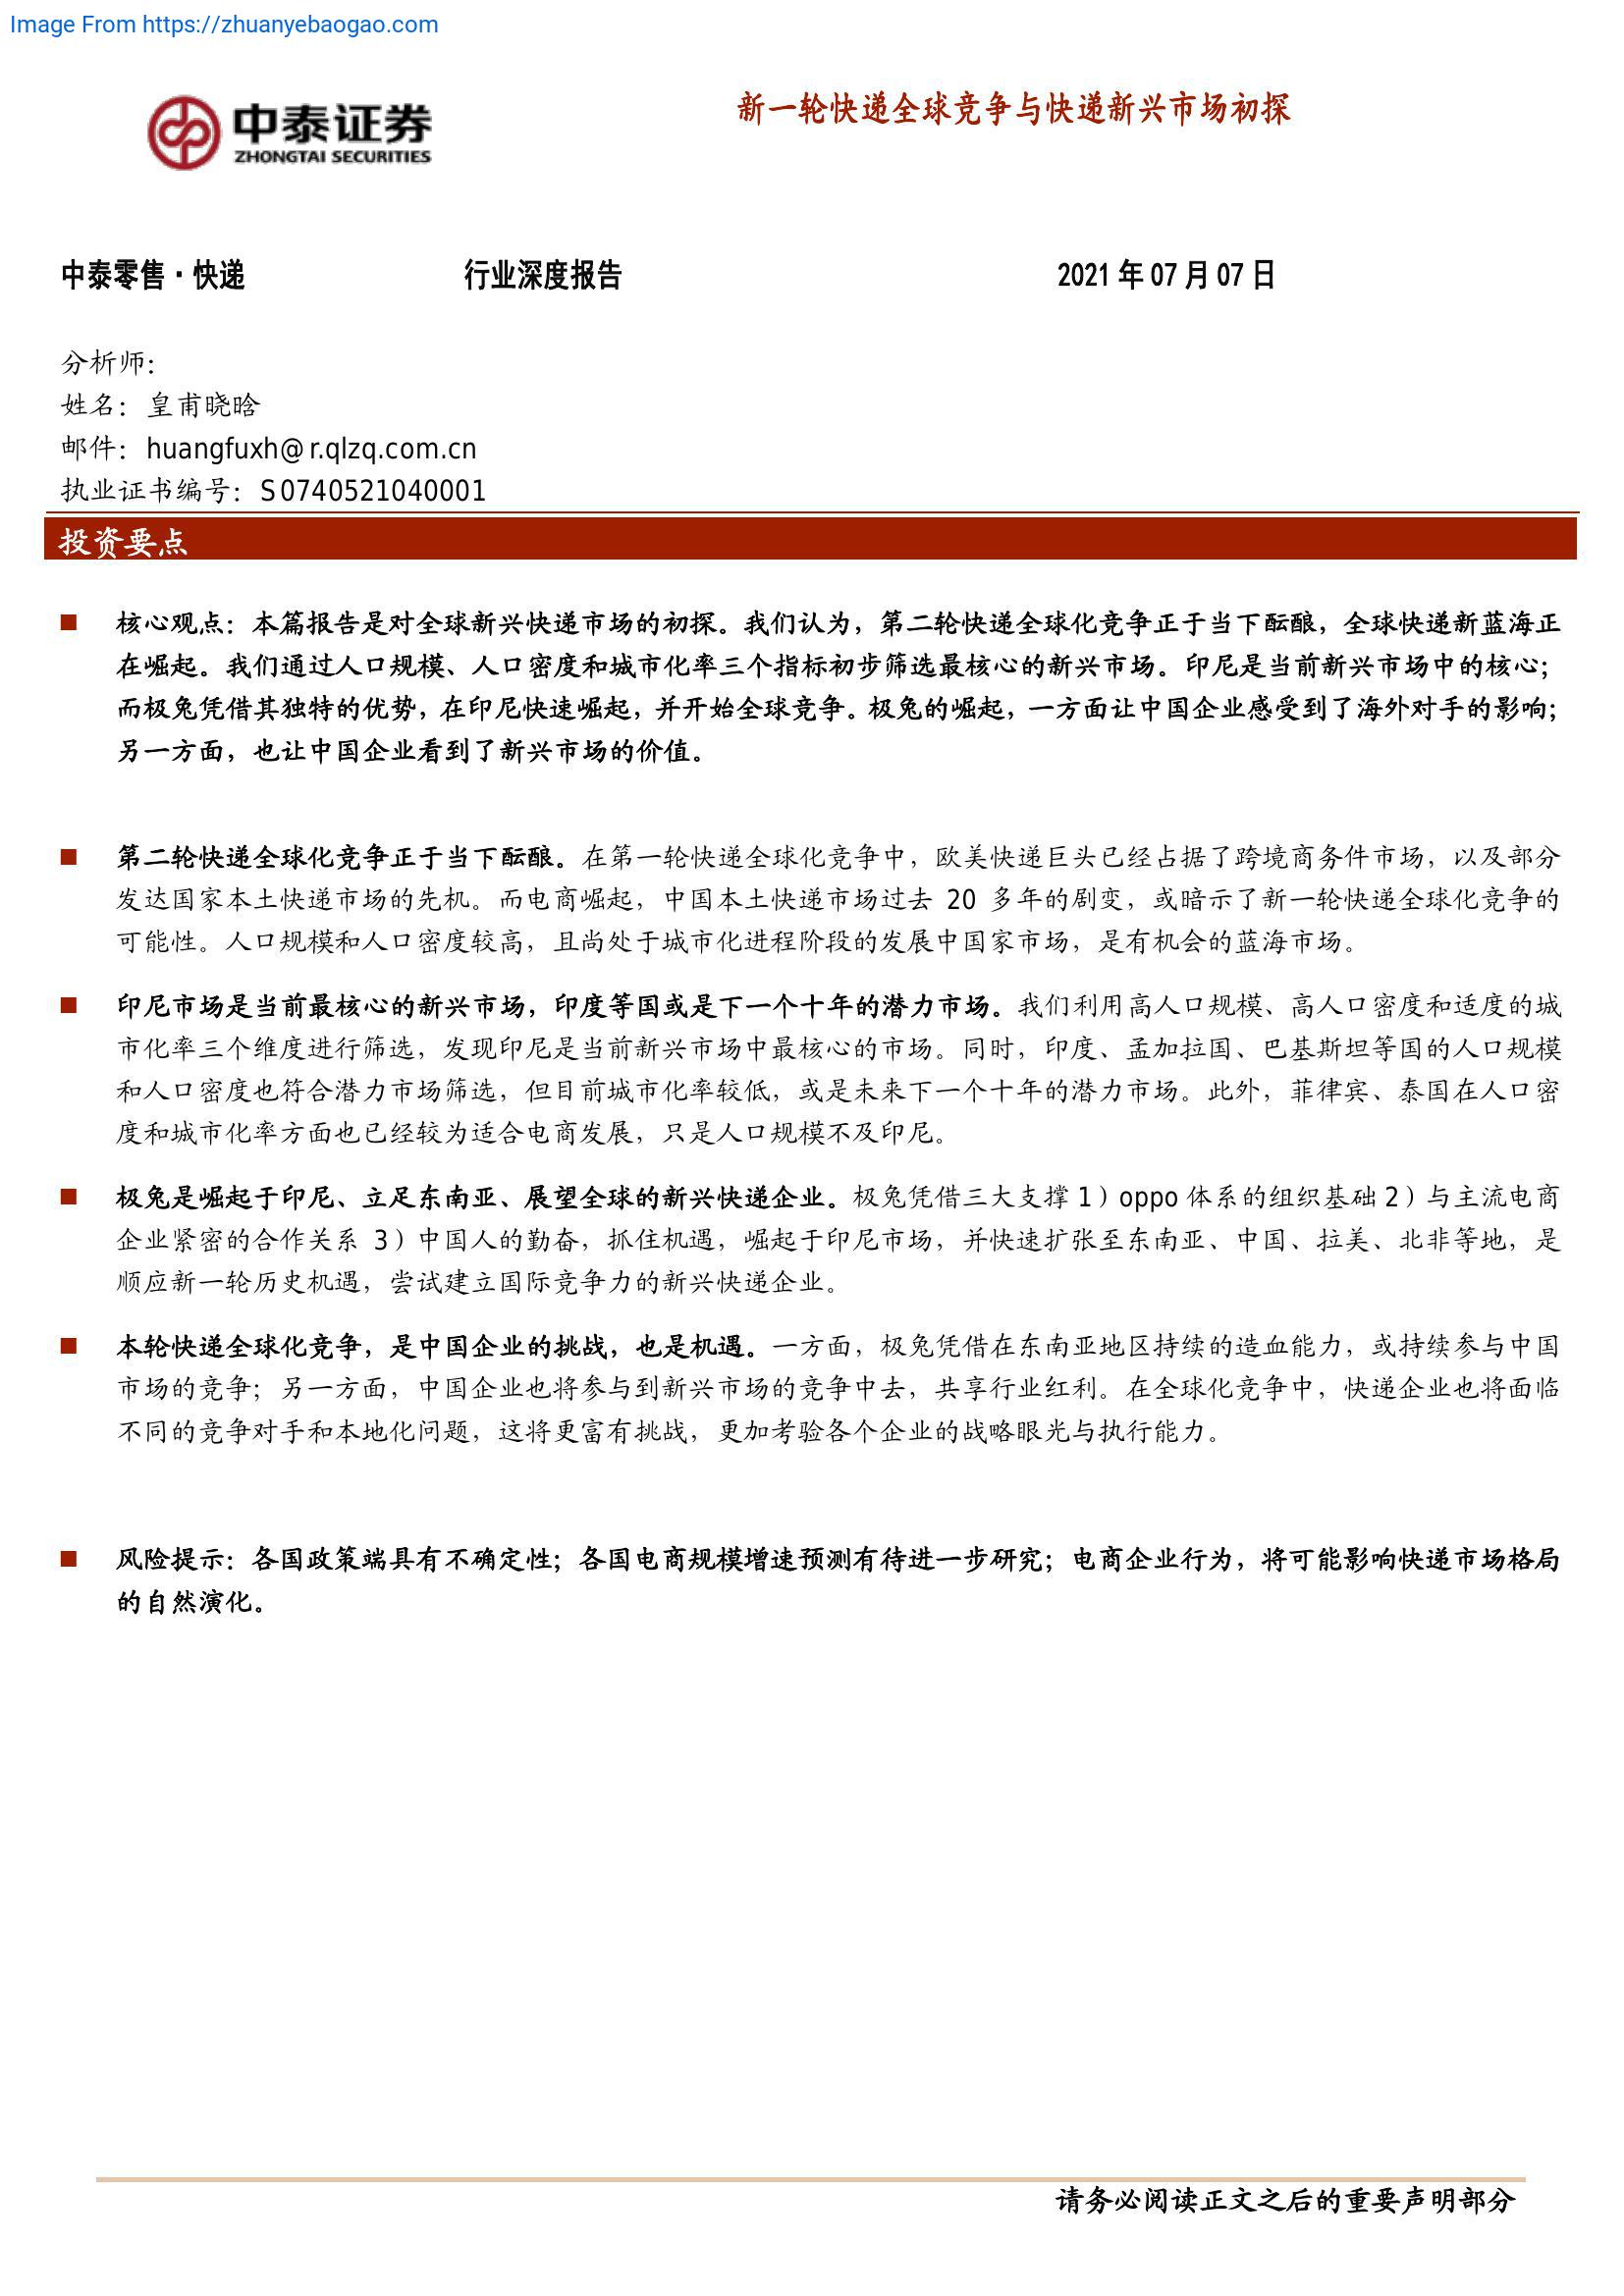 Image From https://zhuanyebaogao.com
中泰证券
ZHONGTAI SECURITIES
新一轮快递全球竞争与快递新兴市场初探
中泰零售·快递 行业深度报告 2021 年 07 月 07 日
分析师：
姓名：皇甫晓晗
邮件：huangfuxh@r.qlzq.com.cn
执业证书编号：S0740521040001
投资要点
■ 核心观点：本篇报告是对全球新兴快递市场的初探。我们认为，第二轮快递全球化竞争正于当下酝酿，全球快递新蓝海正
在崛起。我们通过人口规模、人口密度和城市化率三个指标初步筛选最核心的新兴市场。印尼是当前新兴市场中的核心；
而极兔凭借其独特的优势，在印尼快速崛起，并开始全球竞争。极兔的崛起，一方面让中国企业感受到了海外对手的影响；
另一方面，也让中国企业看到了新兴市场的价值。
■ 第二轮快递全球化竞争正于当下酝酿。在第一轮快递全球化竞争中，欧美快递巨头已经占据了跨境商务件市场，以及部分
发达国家本土快递市场的先机。而电商崛起，中国本土快递市场过去 20 多年的剧变，或暗示了新一轮快递全球化竞争的
可能性。人口规模和人口密度较高，且尚处于城市化进程阶段的发展中国家市场，是有机会的蓝海市场。
■ 印尼市场是当前最核心的新兴市场，印度等国或是下一个十年的潜力市场。我们利用高人口规模、高人口密度和适度的城
市化率三个维度进行筛选，发现印尼是当前新兴市场中最核心的市场。同时，印度、孟加拉国、巴基斯坦等国的人口规模
和人口密度也符合潜力市场筛选，但目前城市化率较低，或是未来下一个十年的潜力市场。此外，菲律宾、泰国在人口密
度和城市化率方面也已经较为适合电商发展，只是人口规模不及印尼。
■ 极兔是崛起于印尼、立足东南亚、展望全球的新兴快递企业。极兔凭借三大支撑 1）oppo 体系的组织基础 2）与主流电商
企业紧密的合作关系 3）中国人的勤奋，抓住机遇，崛起于印尼市场，并快速扩张至东南亚、中国、拉美、北非等地，是
顺应新一轮历史机遇，尝试建立国际竞争力的新兴快递企业。
■ 本轮快递全球化竞争，是中国企业的挑战，也是机遇。一方面，极兔凭借在东南亚地区持续的造血能力，或持续参与中国
市场的竞争；另一方面，中国企业也将参与到新兴市场的竞争中去，共享行业红利。在全球化竞争中，快递企业也将面临
不同的竞争对手和本地化问题，这将更富有挑战，更加考验各个企业的战略眼光与执行能力。
■ 风险提示：各国政策端具有不确定性；各国电商规模增速预测有待进一步研究；电商企业行为，将可能影响快递市场格局
的自然演化。
请务必阅读正文之后的重要声明部分